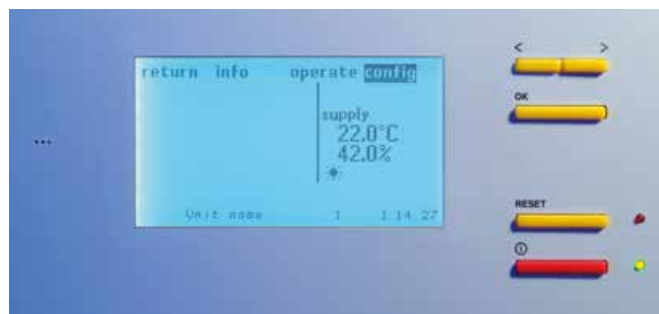 < >
return info operate config
OK
supply
22.0°C
42.0%
RESET
Unit name 1 1 14 27